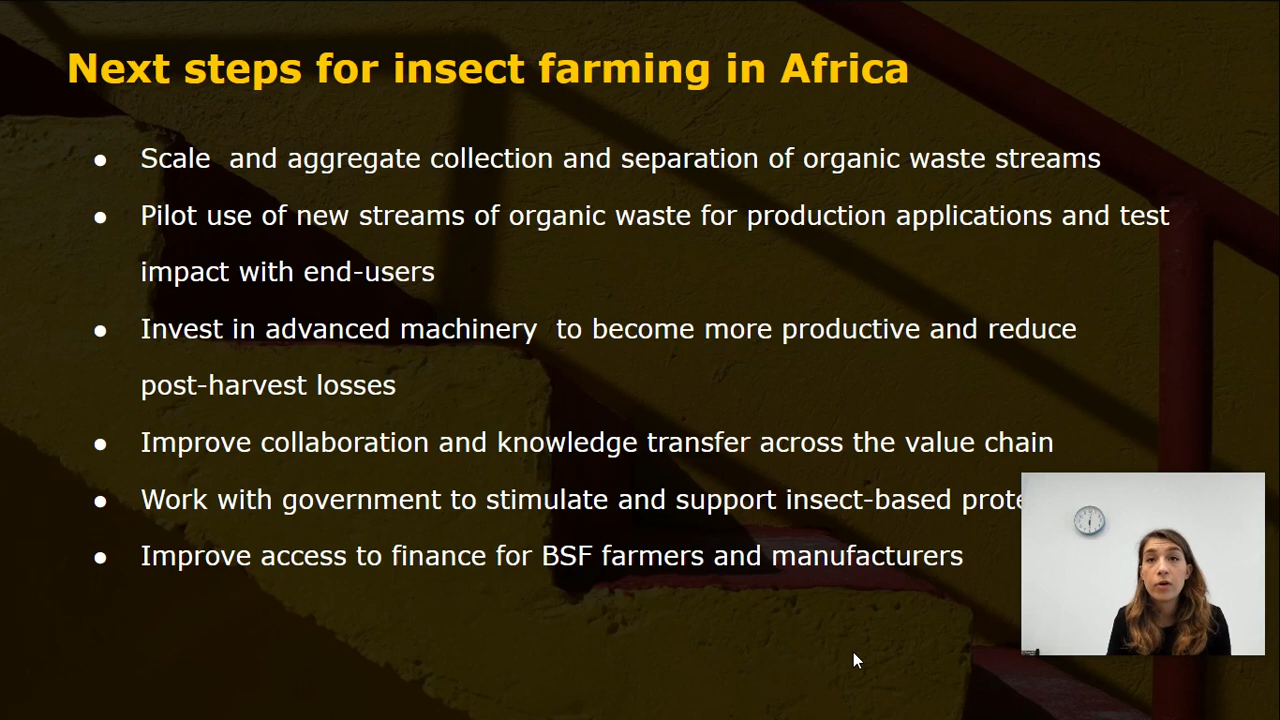 Next steps for insect farming in Africa
● Scale  and aggregate collection and separation of organic waste streams
● Pilot use of new streams of organic waste for production applications and test
impact with end-users
● Invest in advanced machinery  to become more productive and reduce
post-harvest losses
● Improve collaboration and knowledge transfer across the value chain
● Work with government to stimulate and support insect-based
● Improve access to finance for BSF farmers and manufacturers